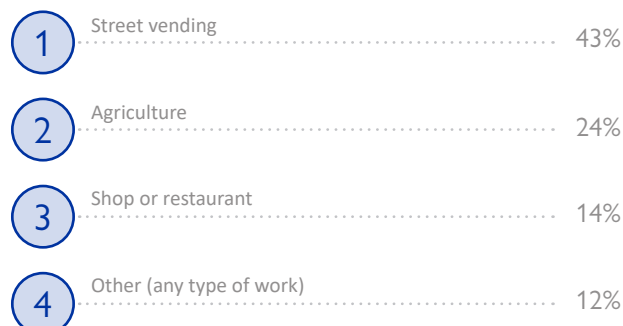 1 Street vending 43%
2 Agriculture 24%
3 Shop or restaurant 14%
4 Other (any type of work) 12%